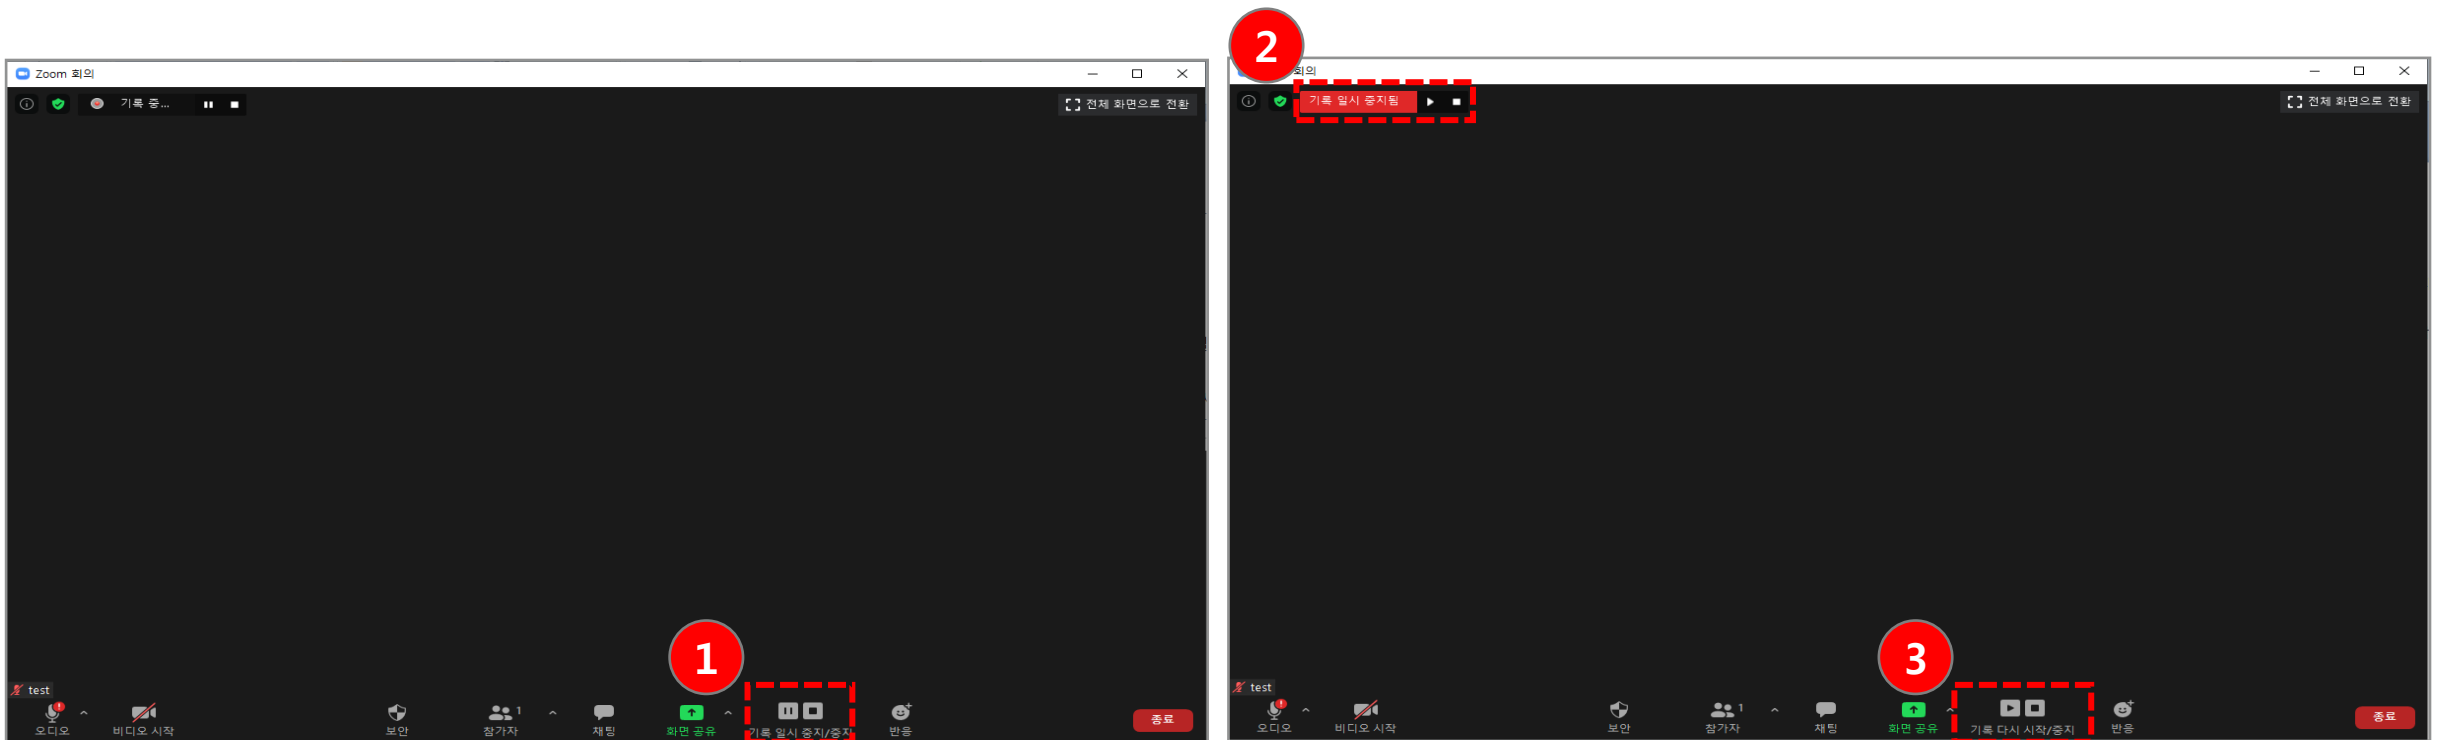 Zoom 회의
기록 중...
전체 화면으로 전환
1
test
오디오
비디오 시작
보안
참가자
1
채팅
화면 공유
기록 일시 중지/중지
반응
종료
2
회의
기록 일시 중지됨
전체 화면으로 전환
3
test
오디오
비디오 시작
보안
참가자
1
채팅
화면 공유
기록 다시 시작/중지
반응
종료